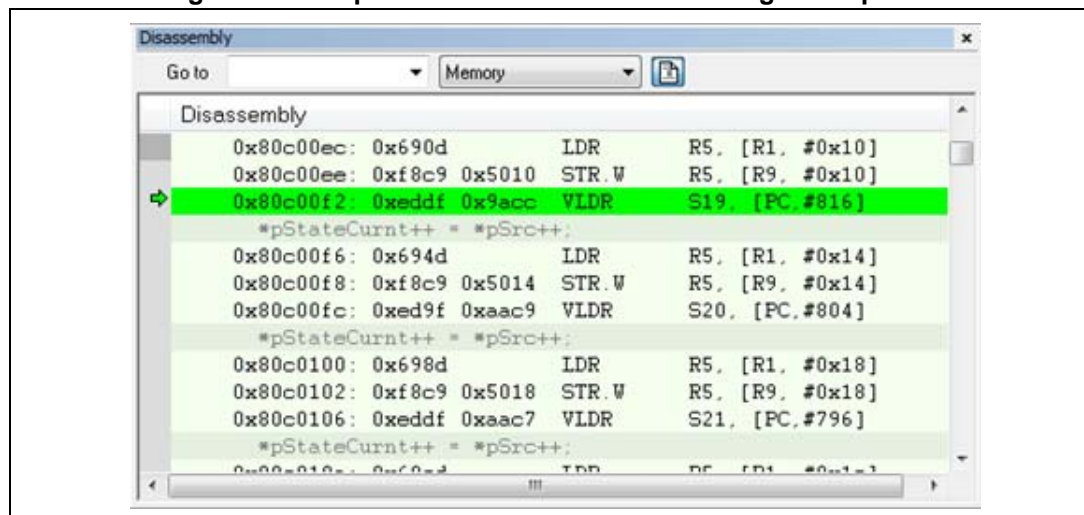 Disassembly
Go to Memory
Disassembly
0x80c00ec: 0x690d LDR R5, [R1, #0x10]
0x80c00ee: 0xf8c9 0x5010 STR.W R5, [R9, #0x10]
0x80c00f2: 0xeddf 0x9acc VLDR S19, [PC,#816]
*pStateCurnt++ = *pSrc++;
0x80c00f6: 0x694d LDR R5, [R1, #0x14]
0x80c00f8: 0xf8c9 0x5014 STR.W R5, [R9, #0x14]
0x80c00fc: 0xed9f 0xaac9 VLDR S20, [PC,#804]
*pStateCurnt++ = *pSrc++;
0x80c0100: 0x698d LDR R5, [R1, #0x18]
0x80c0102: 0xf8c9 0x5018 STR.W R5, [R9, #0x18]
0x80c0106: 0xeddf 0xaac7 VLDR S21, [PC,#796]
*pStateCurnt++ = *pSrc++;